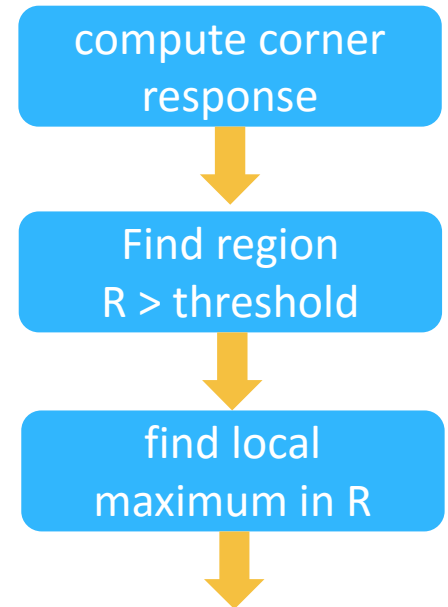 compute corner
response
Find region
R > threshold
find local
maximum in R